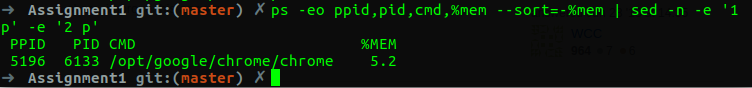 ➜ Assignment1 git:(master) ✗ ps -eo ppid,pid,cmd,%mem --sort=-%mem | sed -n -e '1
p' -e '2 p'
PPID PID CMD %MEM
5196 6133 /opt/google/chrome/chrome 5.2
➜ Assignment1 git:(master) ✗